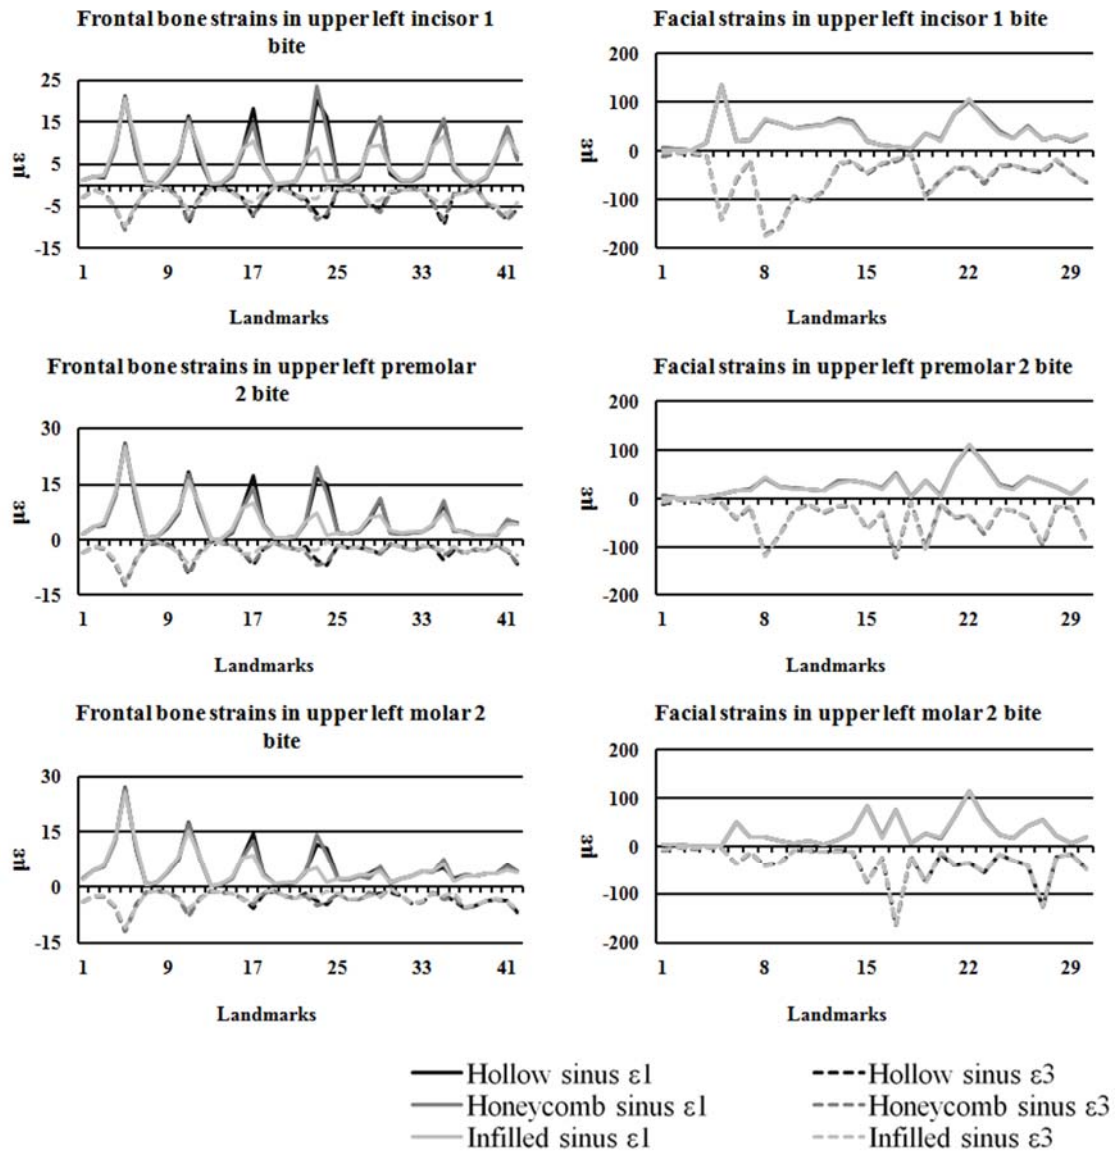 Frontal bone strains in upper left incisor 1
bite
25
15
5
-5
-15
με
1 9 17 25 33 41
Landmarks
Facial strains in upper left incisor 1 bite
200
100
0
-100
-200
με
1 8 15 22 29
Landmarks
Frontal bone strains in upper left premolar
2 bite
30
15
0
-15
με
1 9 17 25 33 41
Landmarks
Facial strains in upper left premolar 2 bite
200
100
0
-100
-200
με
1 8 15 22 29
Landmarks
Frontal bone strains in upper left molar 2
bite
30
15
0
-15
με
1 9 17 25 33 41
Landmarks
Facial strains in upper left molar 2 bite
200
100
0
-100
-200
με
1 8 15 22 29
Landmarks
Hollow sinus ε1
Honeycomb sinus ε1
Infilled sinus ε1
Hollow sinus ε3
Honeycomb sinus ε3
Infilled sinus ε3